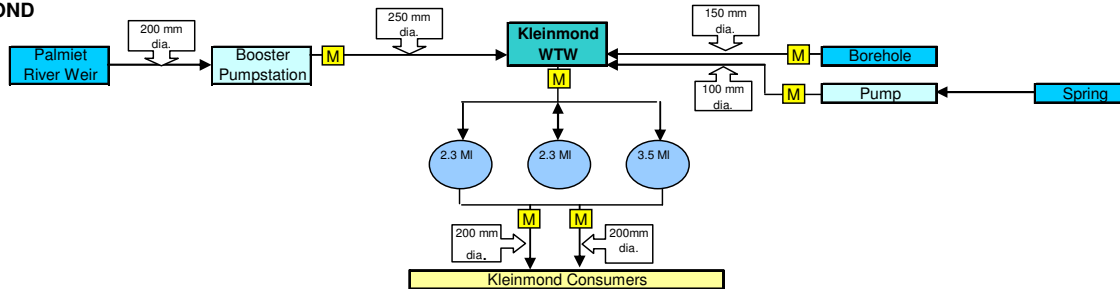 OND
200 mm
dia.
250 mm
dia.
150 mm
dia.
Kleinmond
WTW
Palmiet
River Weir
Booster
Pumpstation
M
M
Borehole
M
100 mm
dia.
M
Pump
Spring
2.3 Ml
2.3 Ml
3.5 Ml
M
M
200 mm
dia.
200mm
dia.
Kleinmond Consumers